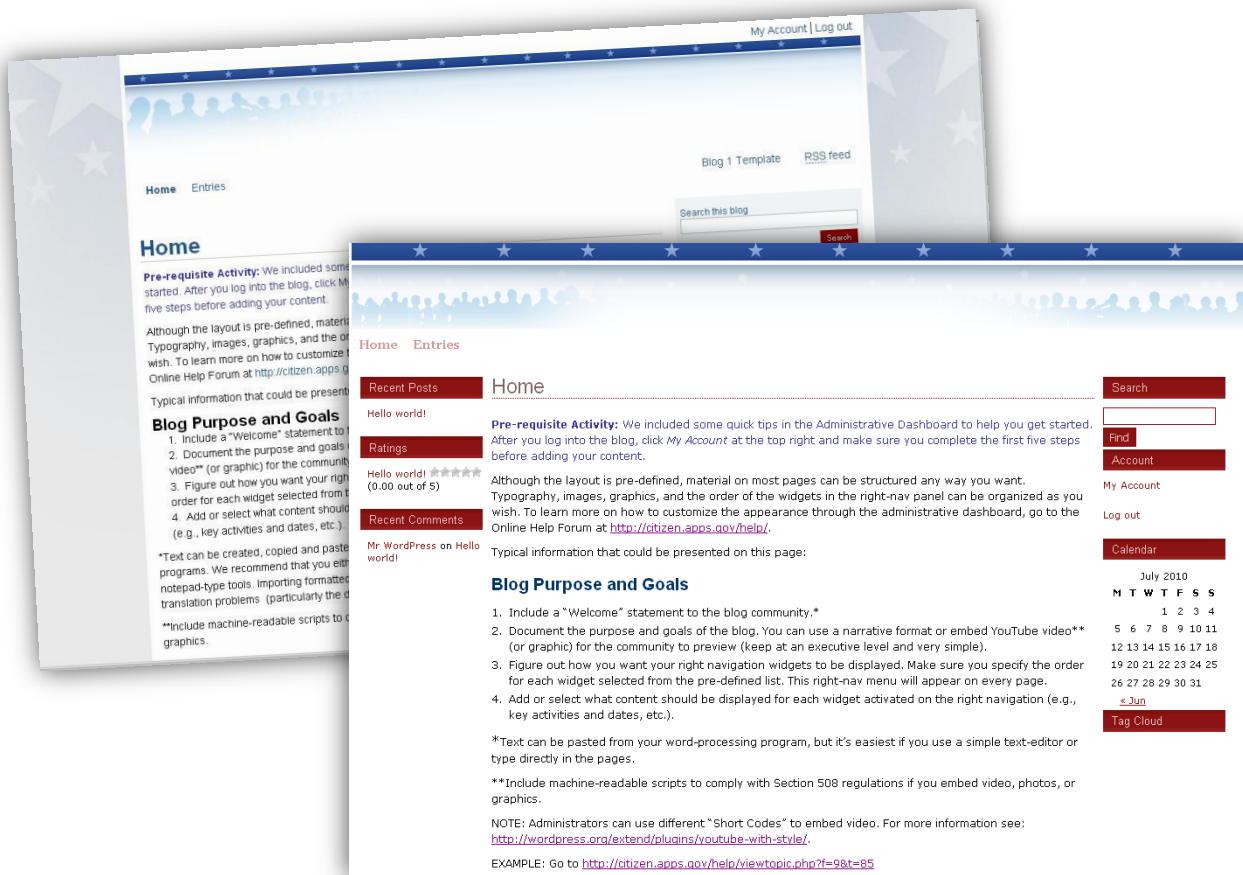 My Account | Log out
Blog 1 Template RSS feed
Home Entries
Search this blog
Search
Home
Pre-requisite Activity: We included some
started. After you log into the blog, click My
five steps before adding your content.
Although the layout is pre-defined, materia
Typography, images, graphics, and the or
wish. To learn more on how to customize t
Online Help Forum at http://citizen.apps.g
Typical information that could be present
Blog Purpose and Goals
1. Include a "Welcome" statement to
2. Document the purpose and goals
video** (or graphic) for the community
3. Figure out how you want your righ
order for each widget selected from t
4. Add or select what content should
(e.g., key activities and dates, etc.).
*Text can be created, copied and paste
programs. We recommend that you eith
notepad-type tools. Importing formatted
translation problems (particularly the d
**Include machine-readable scripts to c
graphics.
Home Entries
Recent Posts
Hello world!
Ratings
Hello world!
(0.00 out of 5)
Recent Comments
Mr WordPress on Hello
world!
Home
Pre-requisite Activity: We included some quick tips in the Administrative Dashboard to help you get started.
After you log into the blog, click My Account at the top right and make sure you complete the first five steps
before adding your content.
Although the layout is pre-defined, material on most pages can be structured any way you want.
Typography, images, graphics, and the order of the widgets in the right-nav panel can be organized as you
wish. To learn more on how to customize the appearance through the administrative dashboard, go to the
Online Help Forum at http://citizen.apps.gov/help/.
Typical information that could be presented on this page:
Blog Purpose and Goals
1. Include a "Welcome" statement to the blog community.*
2. Document the purpose and goals of the blog. You can use a narrative format or embed YouTube video**
(or graphic) for the community to preview (keep at an executive level and very simple).
3. Figure out how you want your right navigation widgets to be displayed. Make sure you specify the order
for each widget selected from the pre-defined list. This right-nav menu will appear on every page.
4. Add or select what content should be displayed for each widget activated on the right navigation (e.g.,
key activities and dates, etc.).
*Text can be pasted from your word-processing program, but it's easiest if you use a simple text-editor or
type directly in the pages.
**Include machine-readable scripts to comply with Section 508 regulations if you embed video, photos, or
graphics.
NOTE: Administrators can use different "Short Codes" to embed video. For more information see:
http://wordpress.org/extend/plugins/youtube-with-style/.
EXAMPLE: Go to http://citizen.apps.gov/help/viewtopic.php?f=9&t=85
Search
Find
Account
My Account
Log out
Calendar
July 2010
M T W T F S S
1 2 3 4
5 6 7 8 9 10 11
12 13 14 15 16 17 18
19 20 21 22 23 24 25
26 27 28 29 30 31
« Jun
Tag Cloud